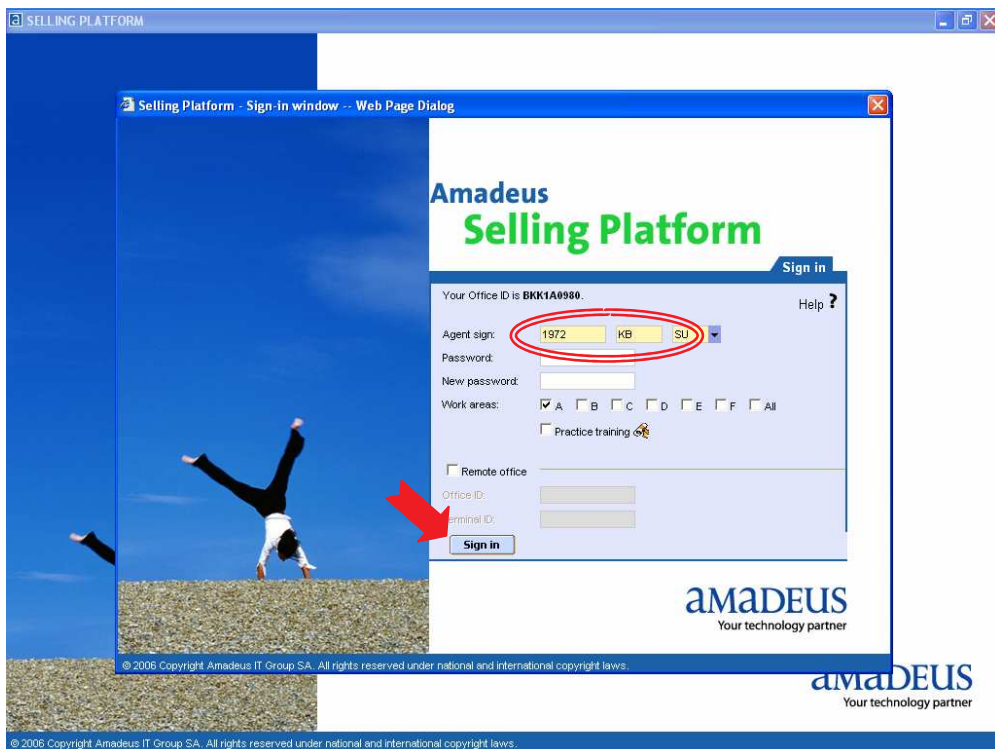 SELLING PLATFORM
Selling Platform - Sign-in window -- Web Page Dialog
Amadeus
Selling Platform
Sign in
Your Office ID is BKK1A0980.
Help ?
Agent sign: 1972 KB SU
Password:
New password:
Work areas: A B C D E F All
Practice training
Remote office
Office ID:
Terminal ID:
Sign in
aMaDEUS
Your technology partner
© 2006 Copyright Amadeus IT Group SA. All rights reserved under national and international copyright laws.
aMaDEUS
Your technology partner
© 2006 Copyright Amadeus IT Group SA. All rights reserved under national and international copyright laws.